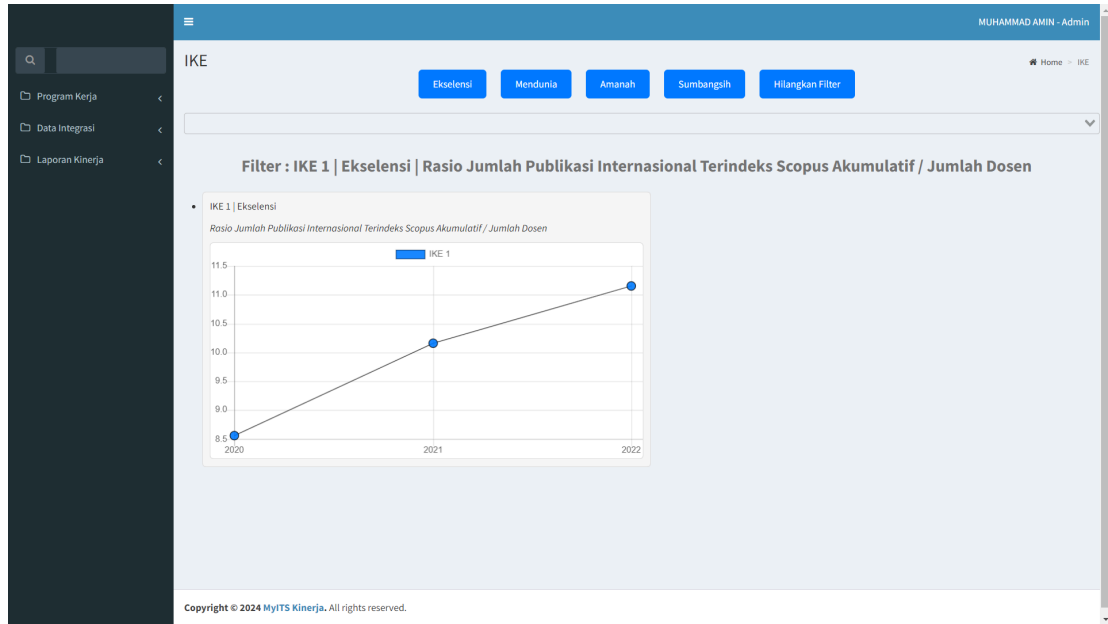 MUHAMMAD AMIN - Admin
IKE
Home > IKE
Ekselensi Mendunia Amanah Sumbangsih Hilangkan Filter
Program Kerja
Data Integrasi
Laporan Kinerja
Filter : IKE 1 | Ekselensi | Rasio Jumlah Publikasi Internasional Terindeks Scopus Akumulatif / Jumlah Dosen
IKE 1 | Ekselensi
Rasio Jumlah Publikasi Internasional Terindeks Scopus Akumulatif / Jumlah Dosen
IKE 1
11.5
11.0
10.5
10.0
9.5
9.0
8.5
2020 2021 2022
Copyright © 2024 MyITS Kinerja. All rights reserved.